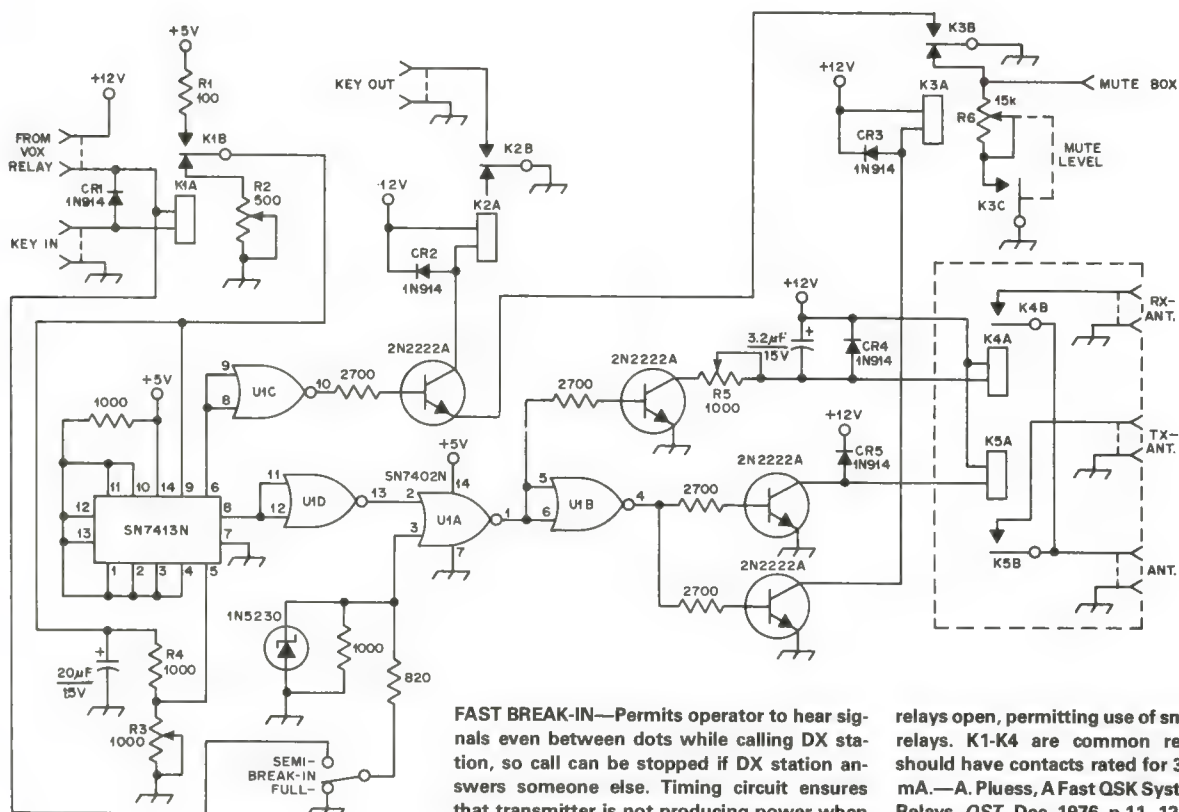 +5V
+12V
R1
100
K1B
FROM
VOX
RELAY
CR1
1N914
K1A
R2
500
KEY IN
KEY OUT
K2B
12V
K2A
CR2
1N914
K3B
+12V
K3A
CR3
1N914
MUTE BOX
15k
R6
MUTE
LEVEL
K3C
+5V
1000
11 10 14 9 6
12
13
SN7413N
8
7
1 2 3 4 5
9
8
U1C
10
2700
2N2222A
11
12
U1D
13
SN7402N
+5V
14
2
3
U1A
1
7
2700
2N2222A
R5
1000
+12V
3.2µF
15V
CR4
1N914
5
6
U1B
4
2700
2N2222A
+12V
CR5
1N914
2700
2N2222A
K4B
K4A
K5A
K5B
RX-
ANT.
TX-
ANT.
ANT.
20µF
15V
R4
1000
R3
1000
1N5230
1000
820
SEMI-
BREAK-IN
FULL-
FAST BREAK-IN—Permits operator to hear sig-
nals even between dots while calling DX sta-
tion, so call can be stopped if DX station an-
swers someone else. Timing circuit ensures
that transmitter is not producing power when
relays open, permitting use of sm
relays. K1-K4 are common re
should have contacts rated for 3
mA.—A. Pluess, A Fast QSK System
Relays, QST, Dec. 1976, p 11-13